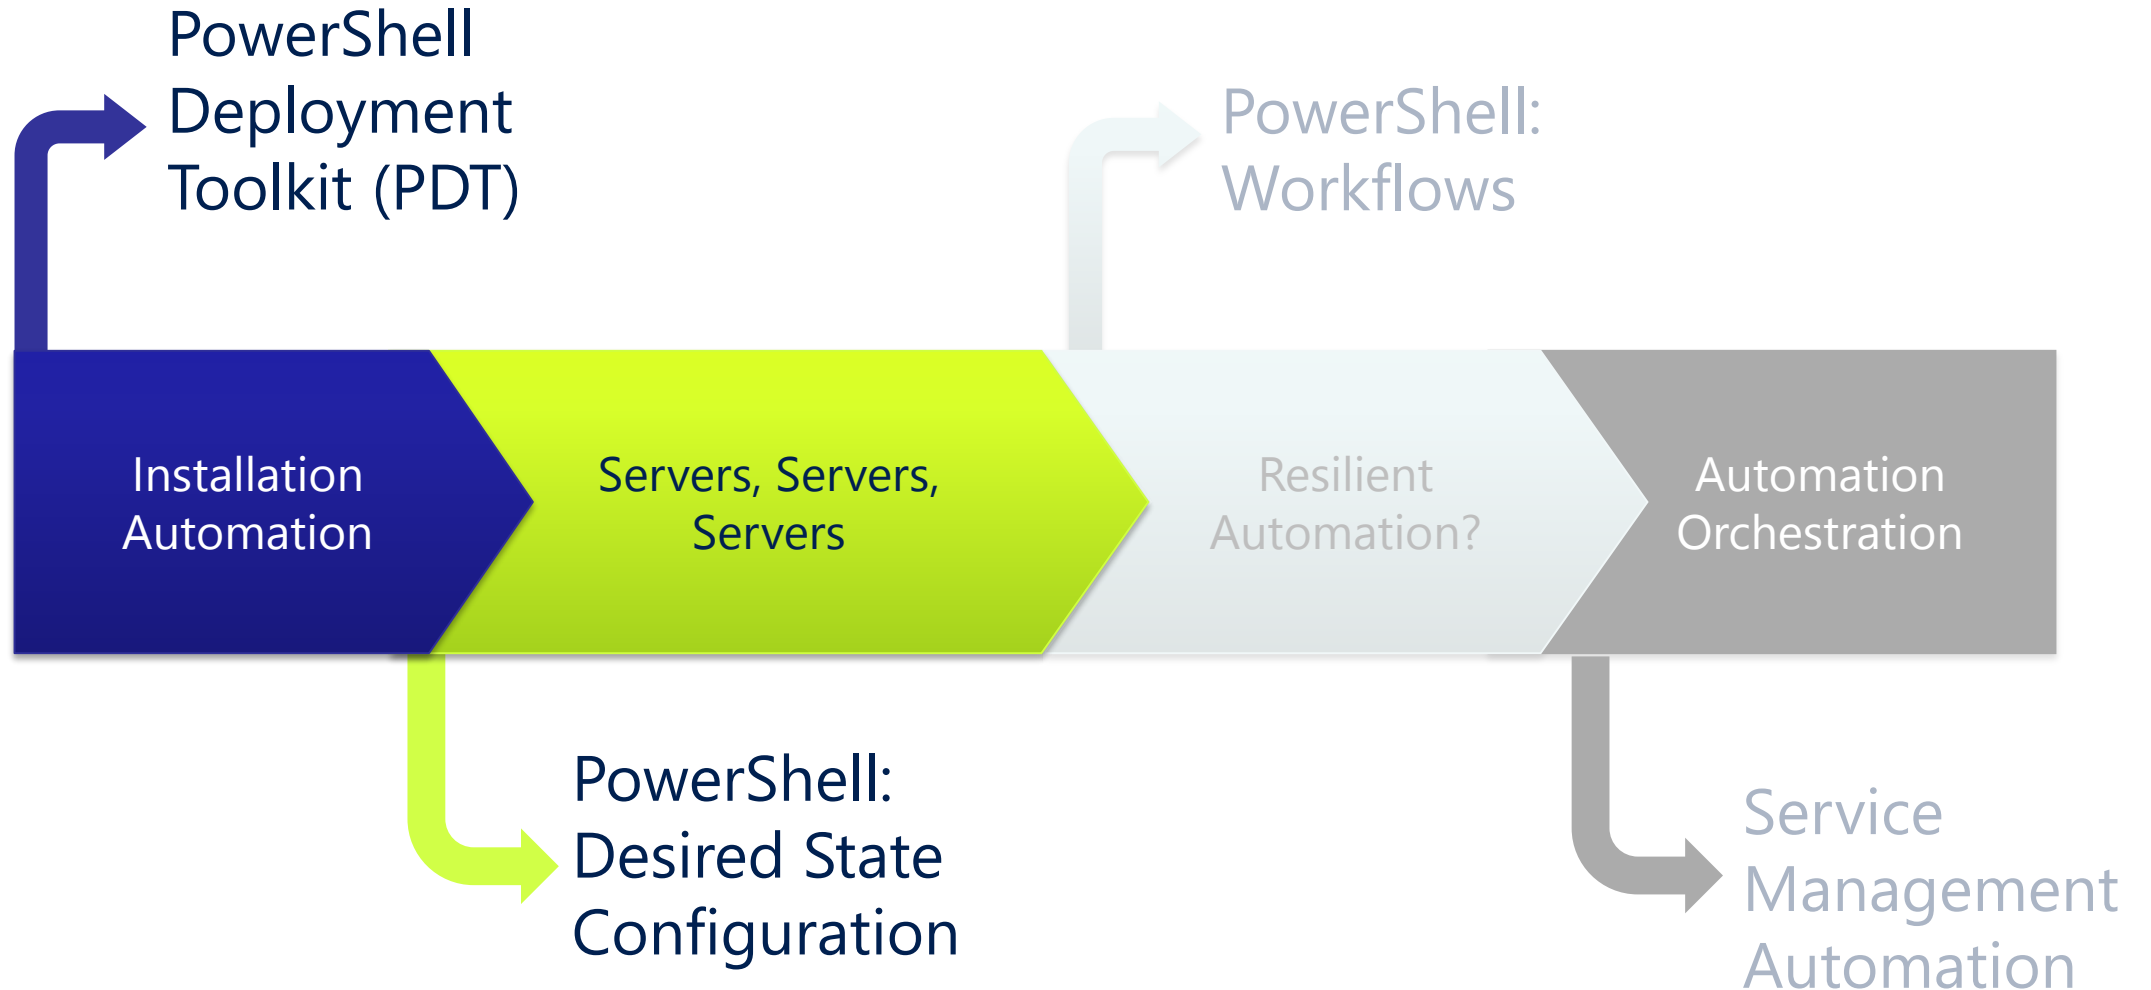 PowerShell
Deployment
Toolkit (PDT)
PowerShell:
Workflows
Installation
Automation
Servers, Servers,
Servers
Resilient
Automation?
Automation
Orchestration
PowerShell:
Desired State
Configuration
Service
Management
Automation